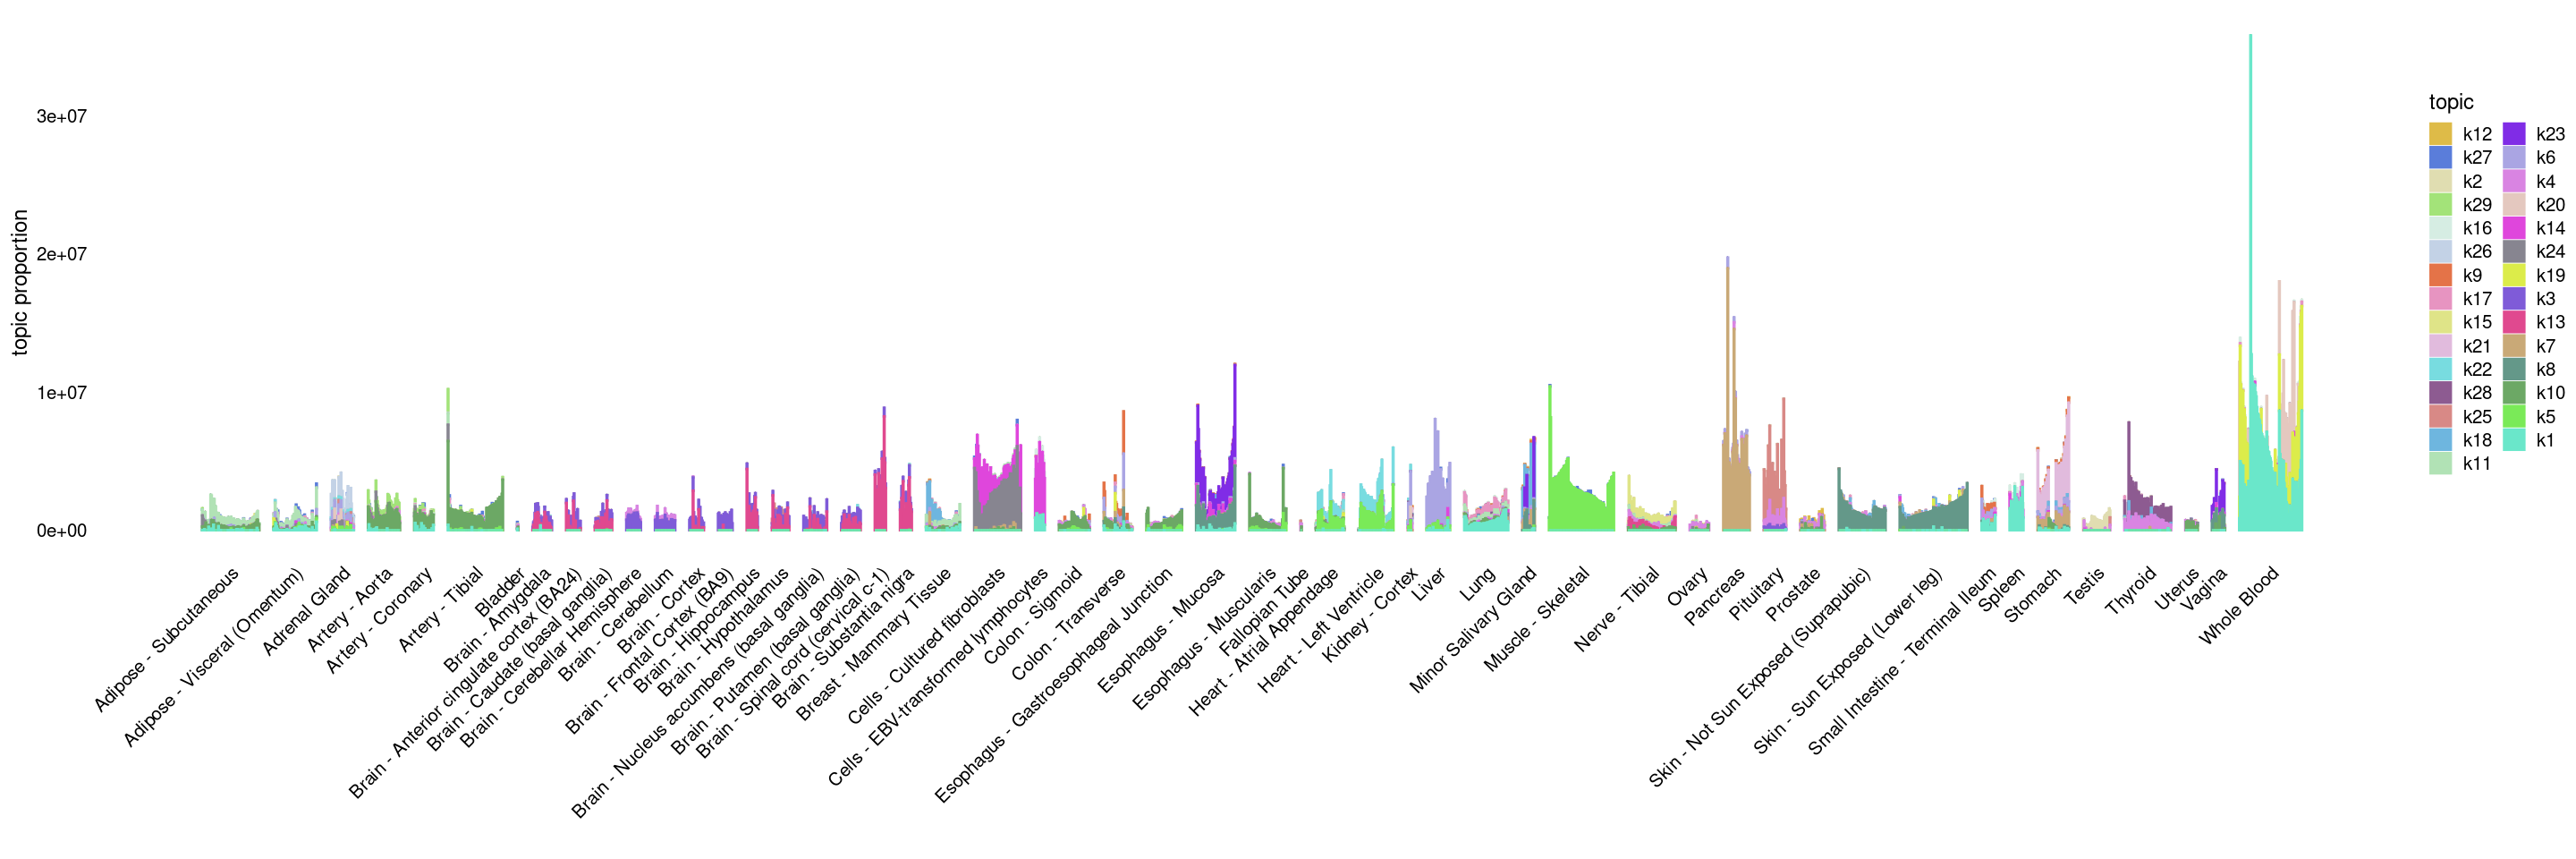 topic proportion
3e+07
2e+07
1e+07
0e+00
Adipose - Subcutaneous
Adipose - Visceral (Omentum)
Adrenal Gland
Artery - Aorta
Artery - Coronary
Artery - Tibial
Bladder
Brain - Amygdala
Brain - Anterior cingulate cortex (BA24)
Brain - Caudate (basal ganglia)
Brain - Cerebellar Hemisphere
Brain - Cerebellum
Brain - Cortex
Brain - Frontal Cortex (BA9)
Brain - Hippocampus
Brain - Hypothalamus
Brain - Nucleus accumbens (basal ganglia)
Brain - Putamen (basal ganglia)
Brain - Spinal cord (cervical c-1)
Brain - Substantia nigra
Breast - Mammary Tissue
Cells - Cultured fibroblasts
Cells - EBV-transformed lymphocytes
Colon - Sigmoid
Colon - Transverse
Esophagus - Gastroesophageal Junction
Esophagus - Mucosa
Esophagus - Muscularis
Fallopian Tube
Heart - Atrial Appendage
Heart - Left Ventricle
Kidney - Cortex
Liver
Lung
Minor Salivary Gland
Muscle - Skeletal
Nerve - Tibial
Ovary
Pancreas
Pituitary
Prostate
Skin - Not Sun Exposed (Suprapubic)
Skin - Sun Exposed (Lower leg)
Small Intestine - Terminal Ileum
Spleen
Stomach
Testis
Thyroid
Uterus
Vagina
Whole Blood
topic
k12 k23
k27 k6
k2 k4
k29 k20
k16 k14
k26 k24
k9 k19
k17 k3
k15 k13
k21 k7
k22 k8
k28 k10
k25 k5
k18 k1
k11